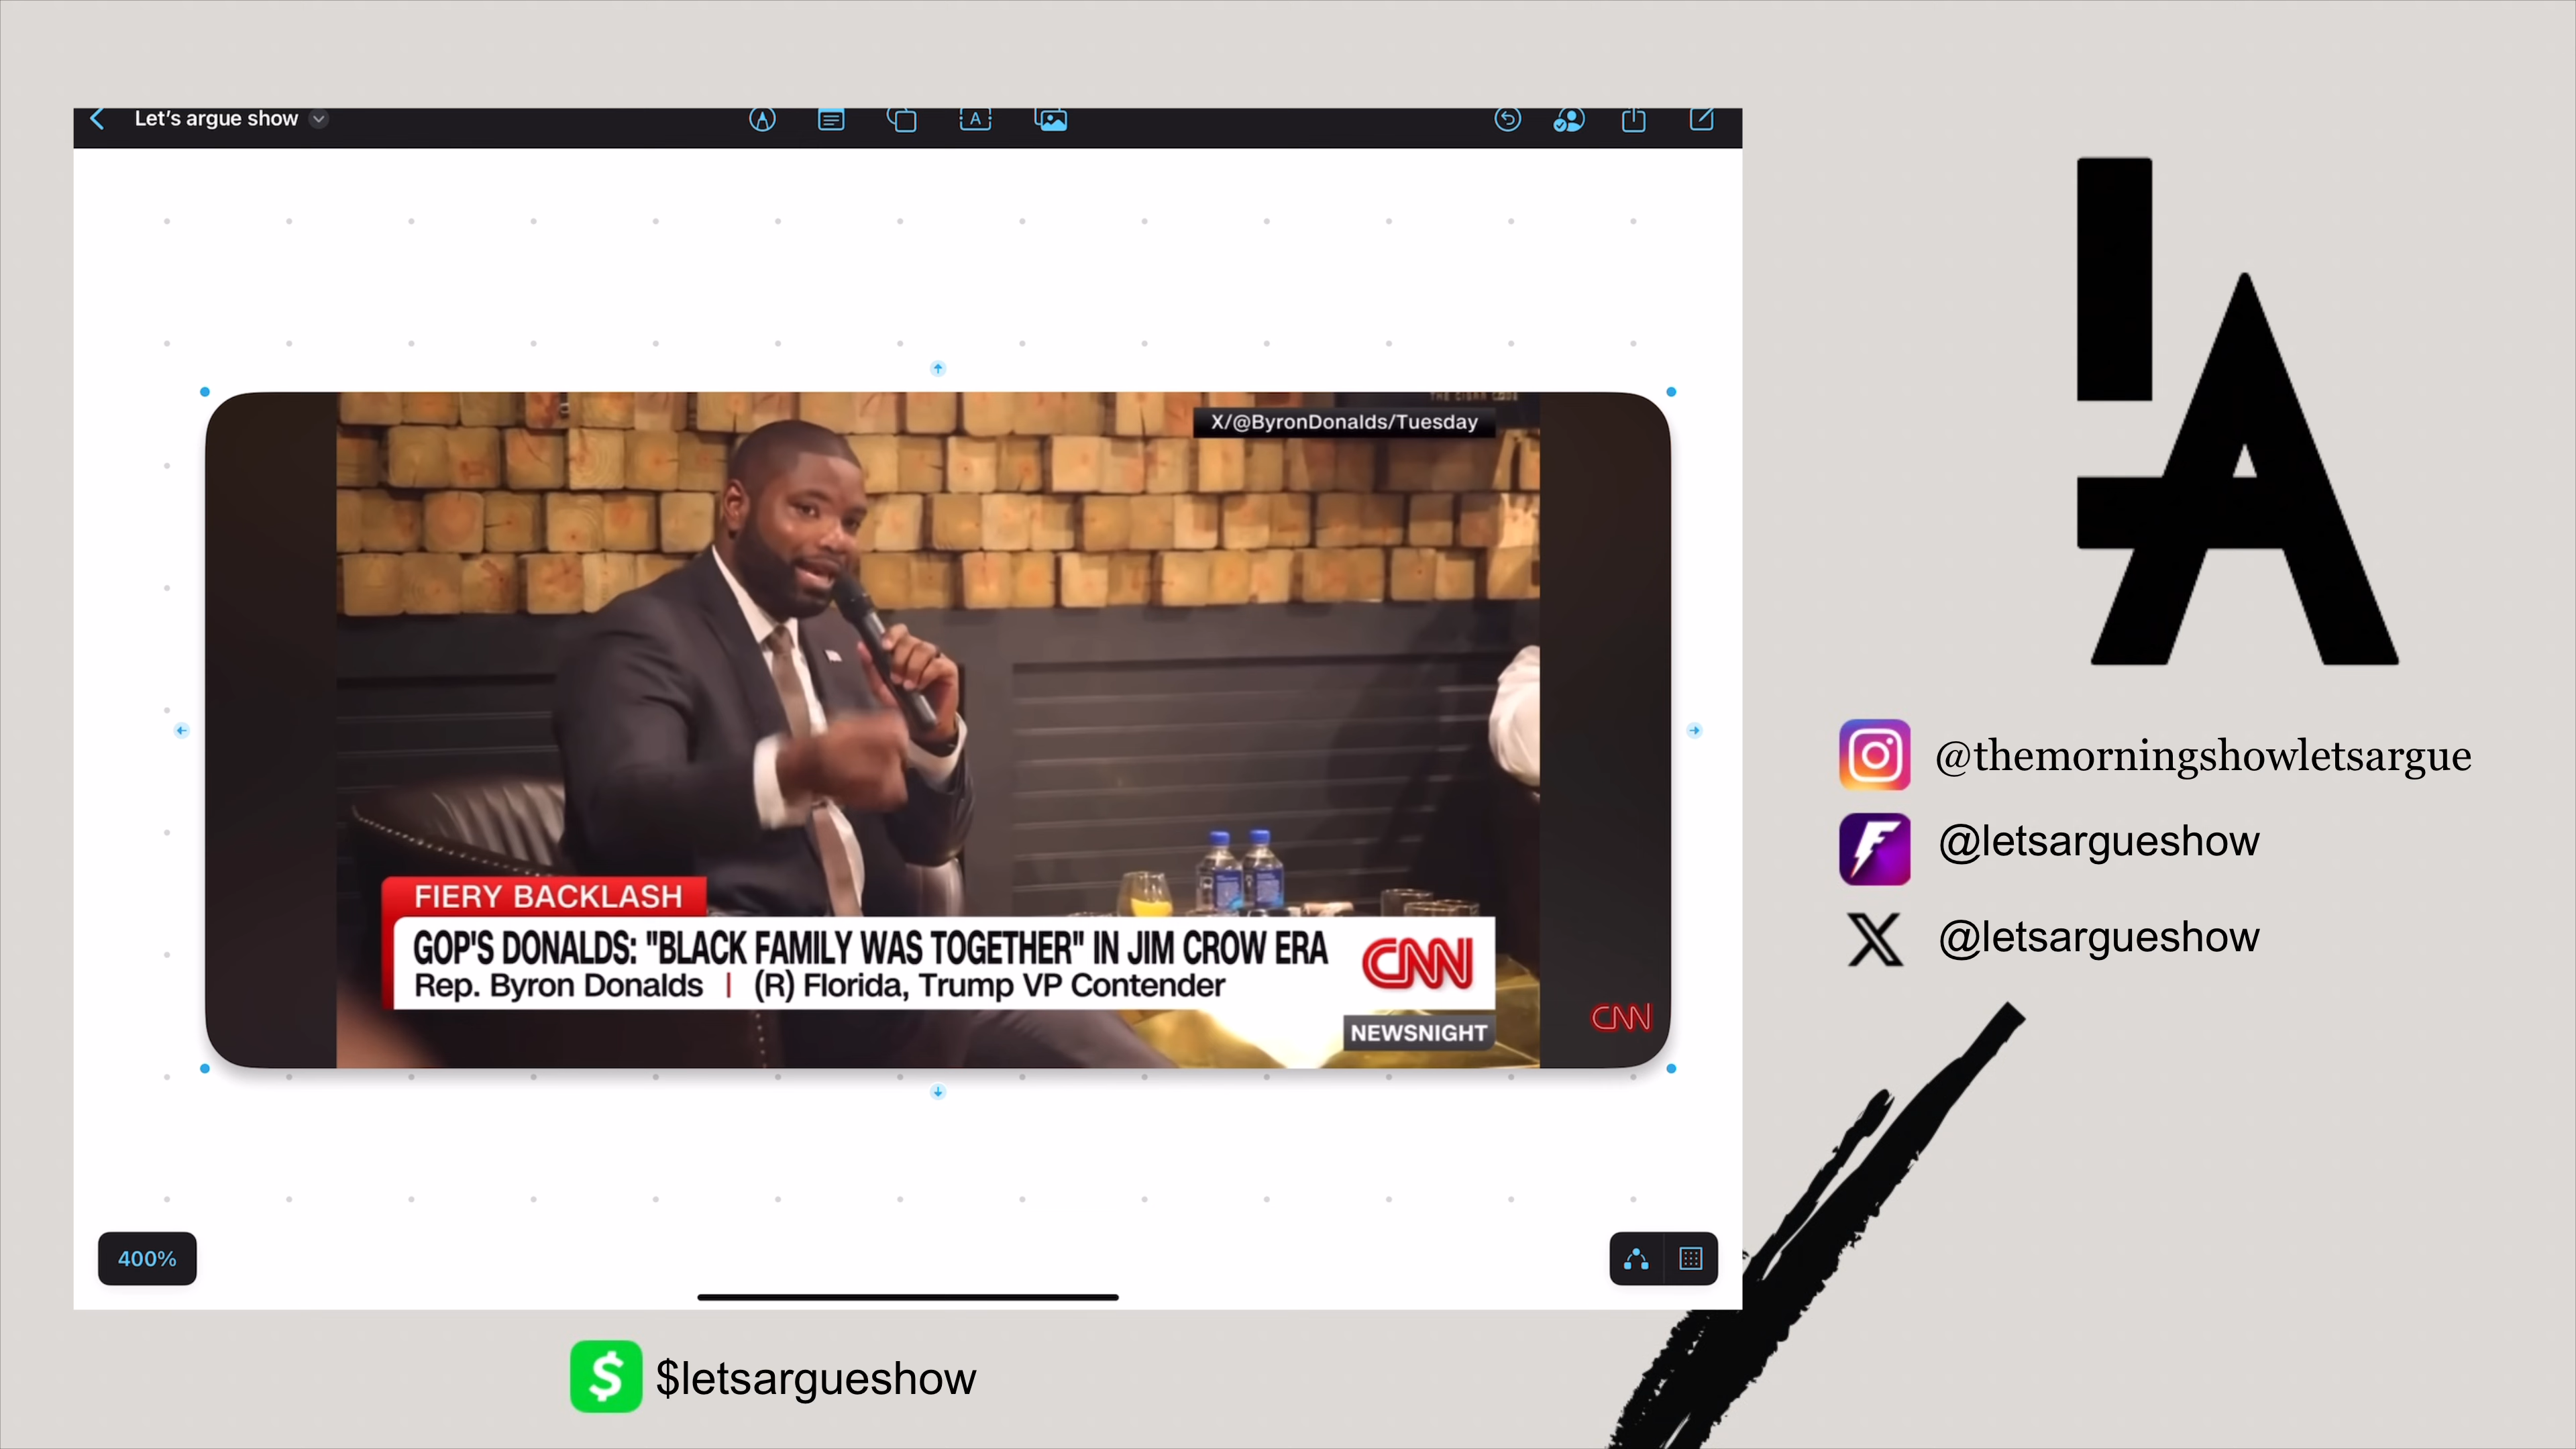 Let's argue show
X/@ByronDonalds/Tuesday
FIERY BACKLASH
GOP'S DONALDS: "BLACK FAMILY WAS TOGETHER" IN JIM CROW ERA
Rep. Byron Donalds | (R) Florida, Trump VP Contender
CNN
NEWSNIGHT
CNN
400%
LA
@themorningshowletsargue
@letsargueshow
@letsargueshow
$letsargueshow